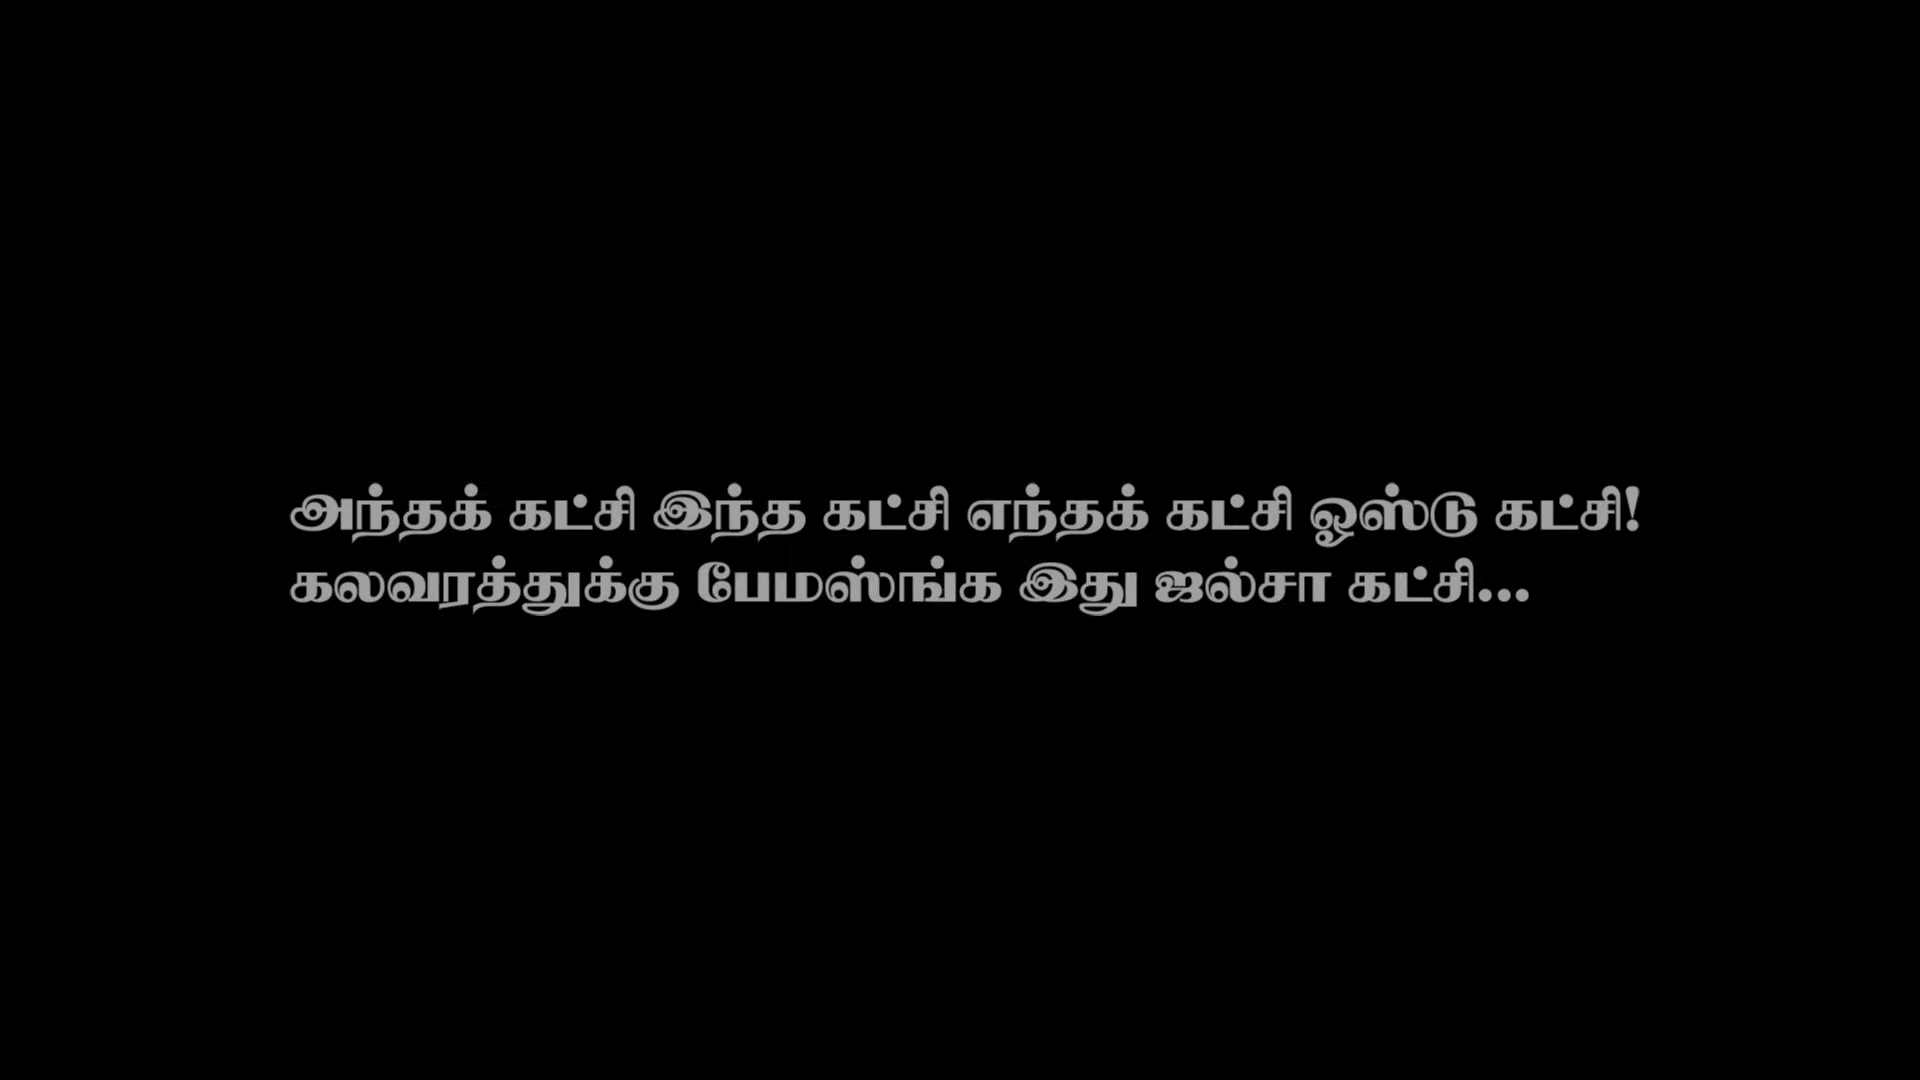 அந்தக் கட்சி இந்த கட்சி எந்தக் கட்சி ஓஸ்டு கட்சி!
கலவரத்துக்கு பேமஸ்ங்க இது ஜல்சா கட்சி...